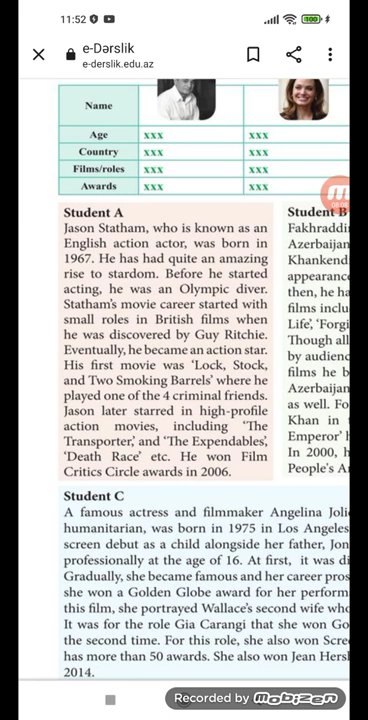 11:52
100
e-Dərslik
e-derslik.edu.az
Name
Age xxx xxx
Country xxx xxx
Films/roles xxx xxx
Awards xxx xxx
Student A
Jason Statham, who is known as an
English action actor, was born in
1967. He has had quite an amazing
rise to stardom. Before he started
acting, he was an Olympic diver.
Statham's movie career started with
small roles in British films when
he was discovered by Guy Ritchie.
Eventually, he became an action star.
His first movie was 'Lock, Stock,
and Two Smoking Barrels' where he
played one of the 4 criminal friends.
Jason later starred in high-profile
action movies, including 'The
Transporter,' and 'The Expendables',
'Death Race' etc. He won Film
Critics Circle awards in 2006.
Student B
Fakhraddi
Azerbaijan
Khankend
appearanc
then, he ha
films inclu
Life', 'Forgi
Though all
by audienc
films he b
Azerbaijan
as well. Fo
Khan in
Emperor' h
In 2000, h
People's A
Student C
A famous actress and filmmaker Angelina Joli
humanitarian, was born in 1975 in Los Angeles
screen debut as a child alongside her father, Jon
professionally at the age of 16. At first, it was di
Gradually, she became famous and her career pros
she won a Golden Globe award for her perform
this film, she portrayed Wallace's second wife who
It was for the role Gia Carangi that she won Go
the second time. For this role, she also won Scre
has more than 50 awards. She also won Jean Hersl
2014.
Recorded by mobizen